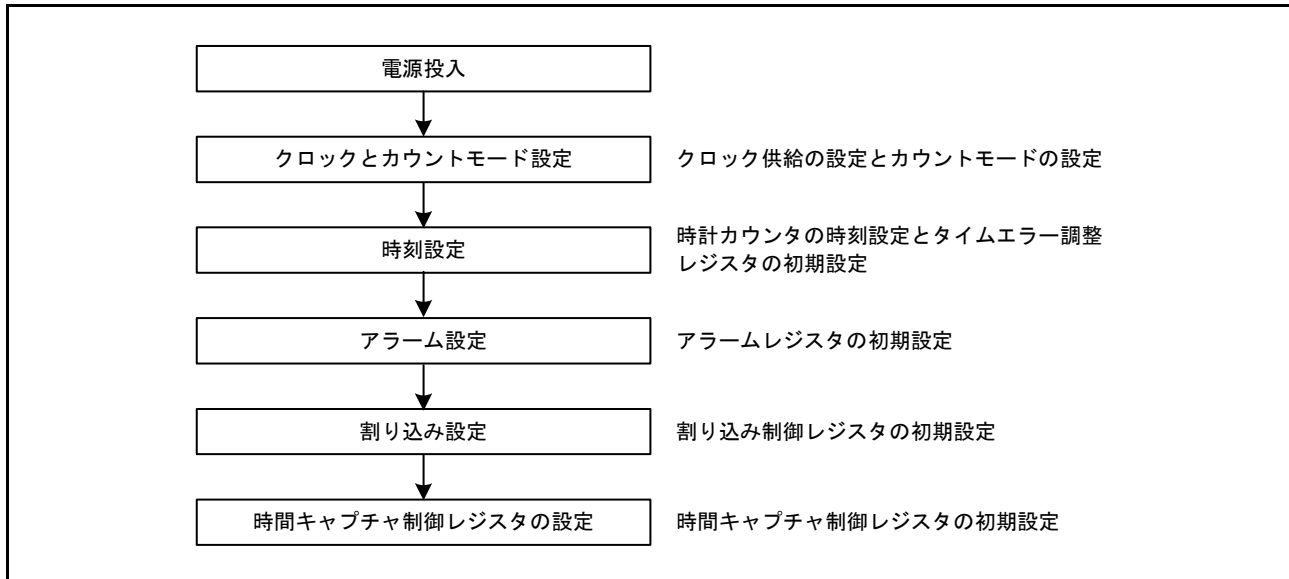 電源投入
クロックとカウントモード設定
クロック供給の設定とカウントモードの設定
時刻設定
時計カウンタの時刻設定とタイムエラー調整
レジスタの初期設定
アラーム設定
アラームレジスタの初期設定
割り込み設定
割り込み制御レジスタの初期設定
時間キャプチャ制御レジスタの設定
時間キャプチャ制御レジスタの初期設定